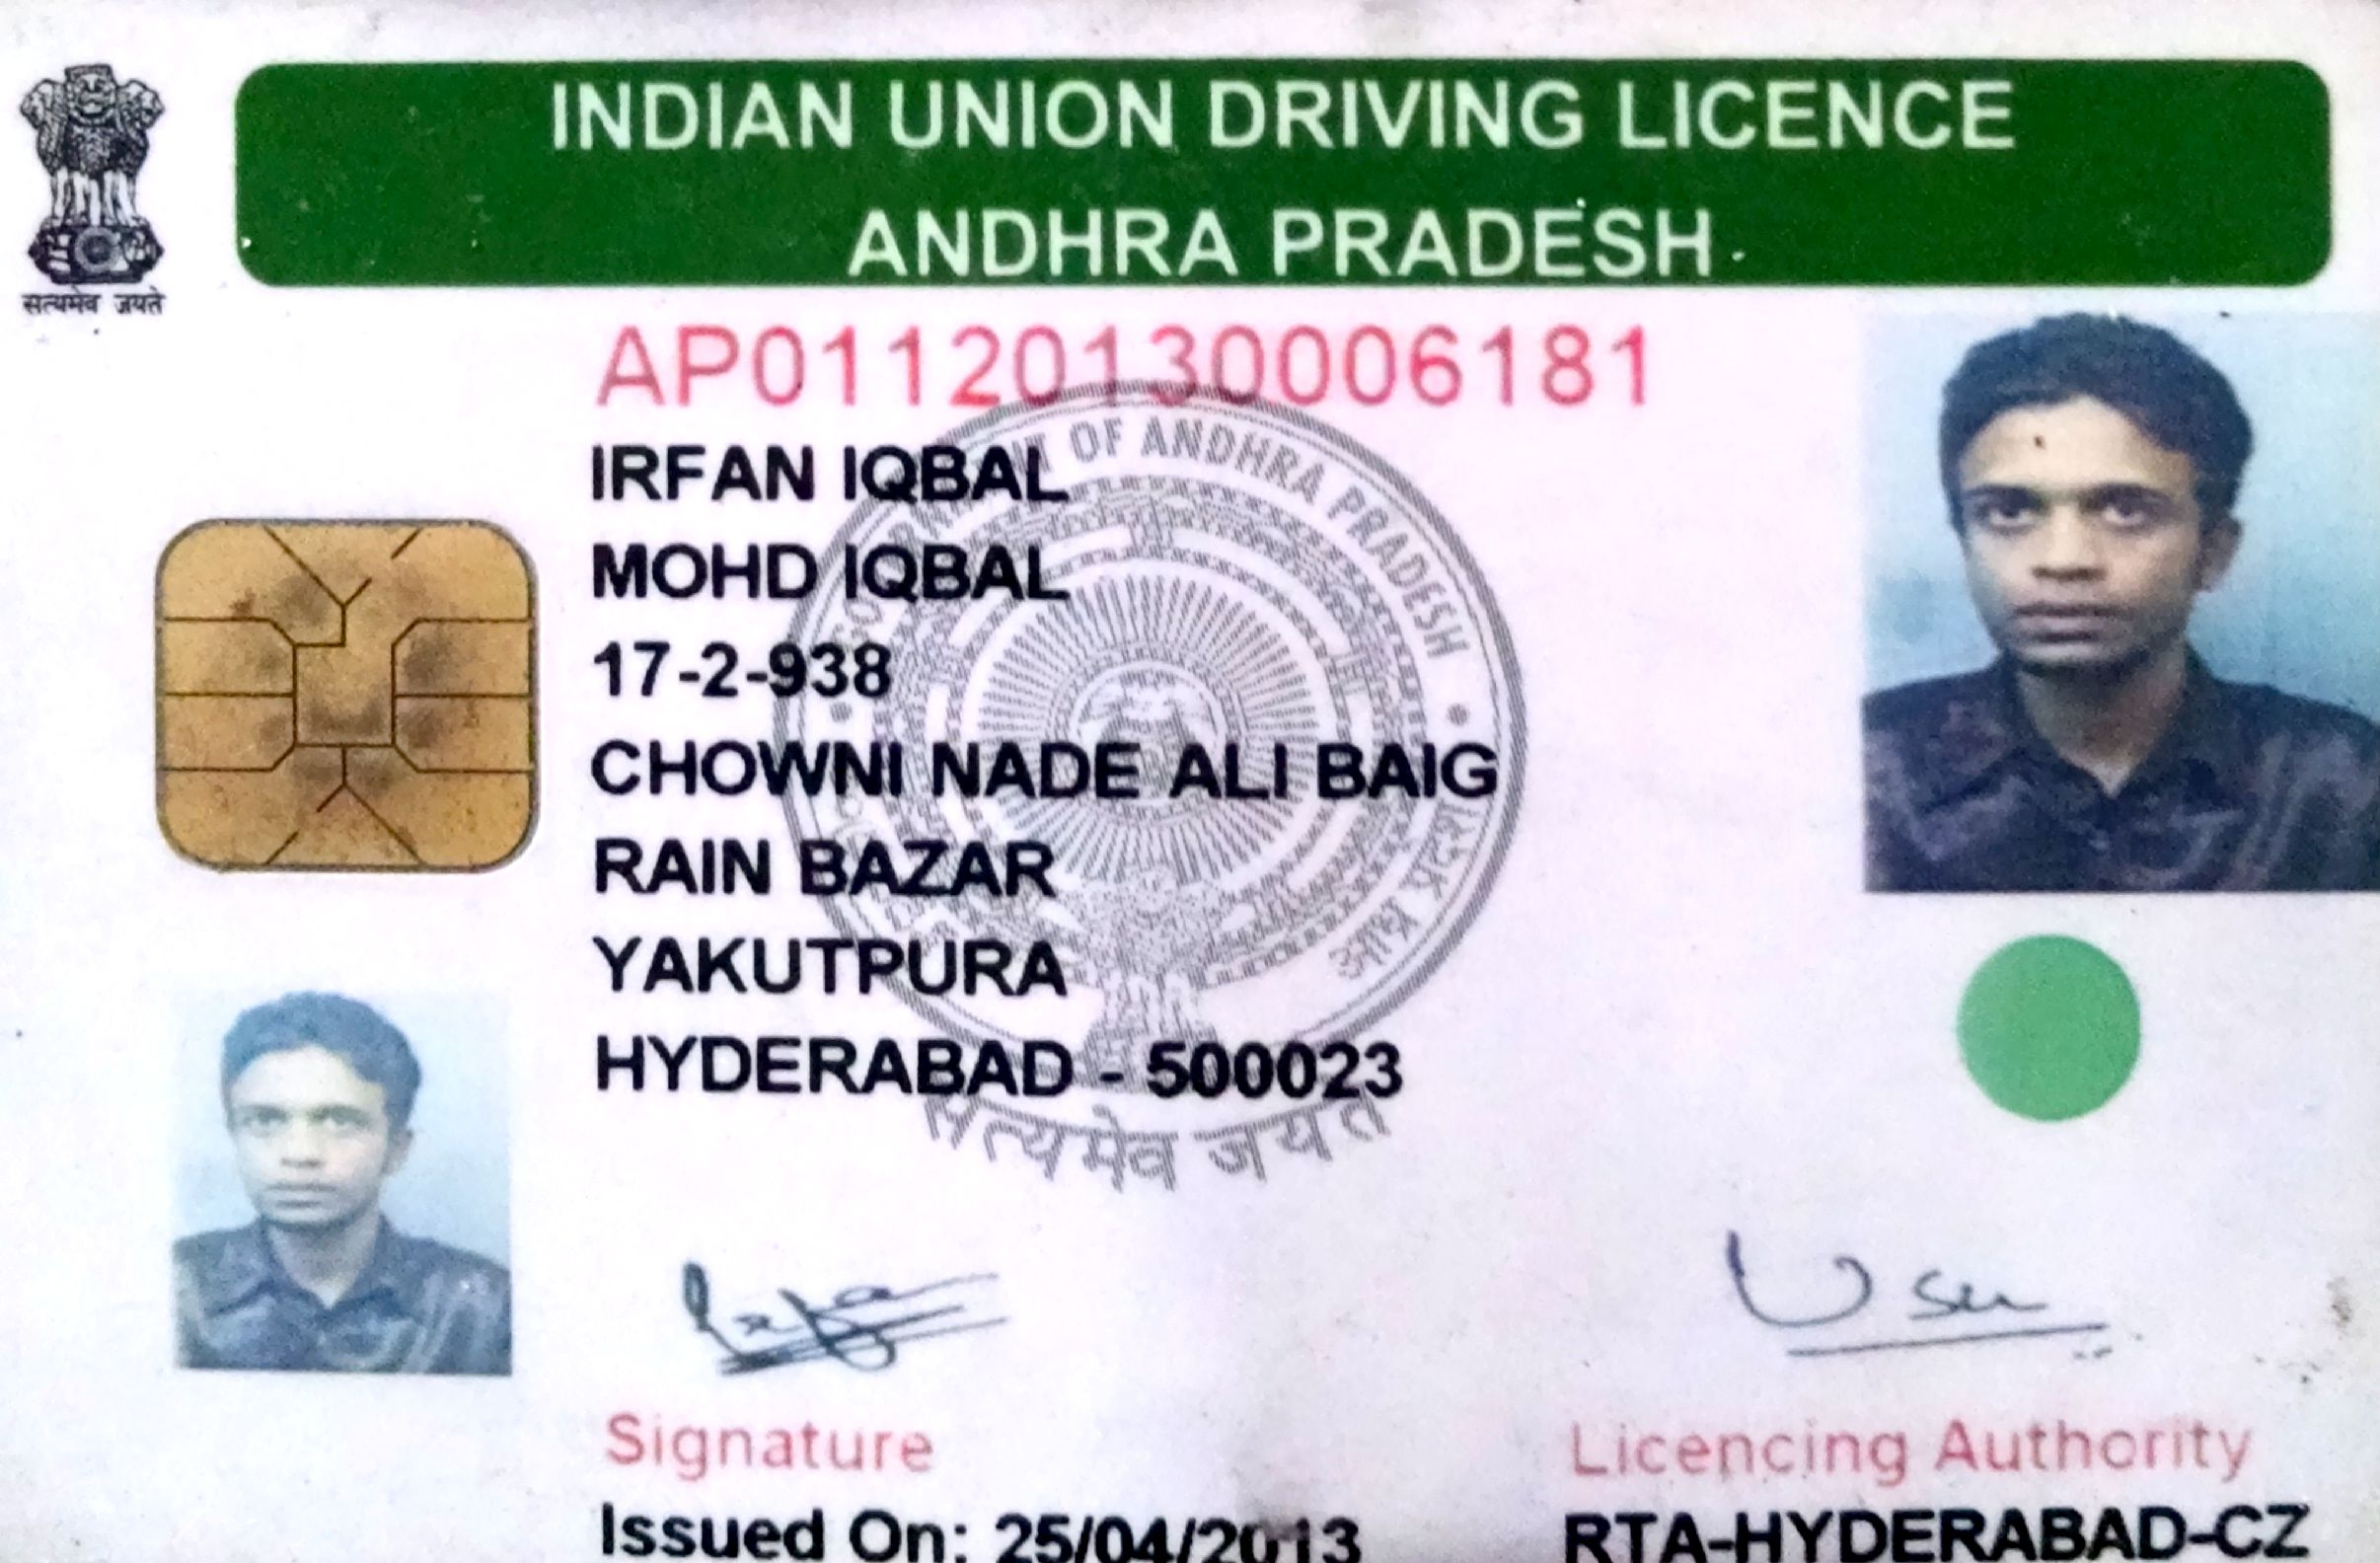 INDIAN UNION DRIVING LICENCE
ANDHRA PRADESH
सत्यमेव जयते
AP01120130006181
IRFAN IQBAL
MOHD IQBAL
17-2-938
CHOWNI NADE ALI BAIG
RAIN BAZAR
YAKUTPURA
HYDERABAD - 500023
OF ANDHRA PRADESH
आंध्र प्रदेश
सत्यमेव जयते
Signature
Licencing Authority
Issued On: 25/04/2013
RTA-HYDERABAD-CZ